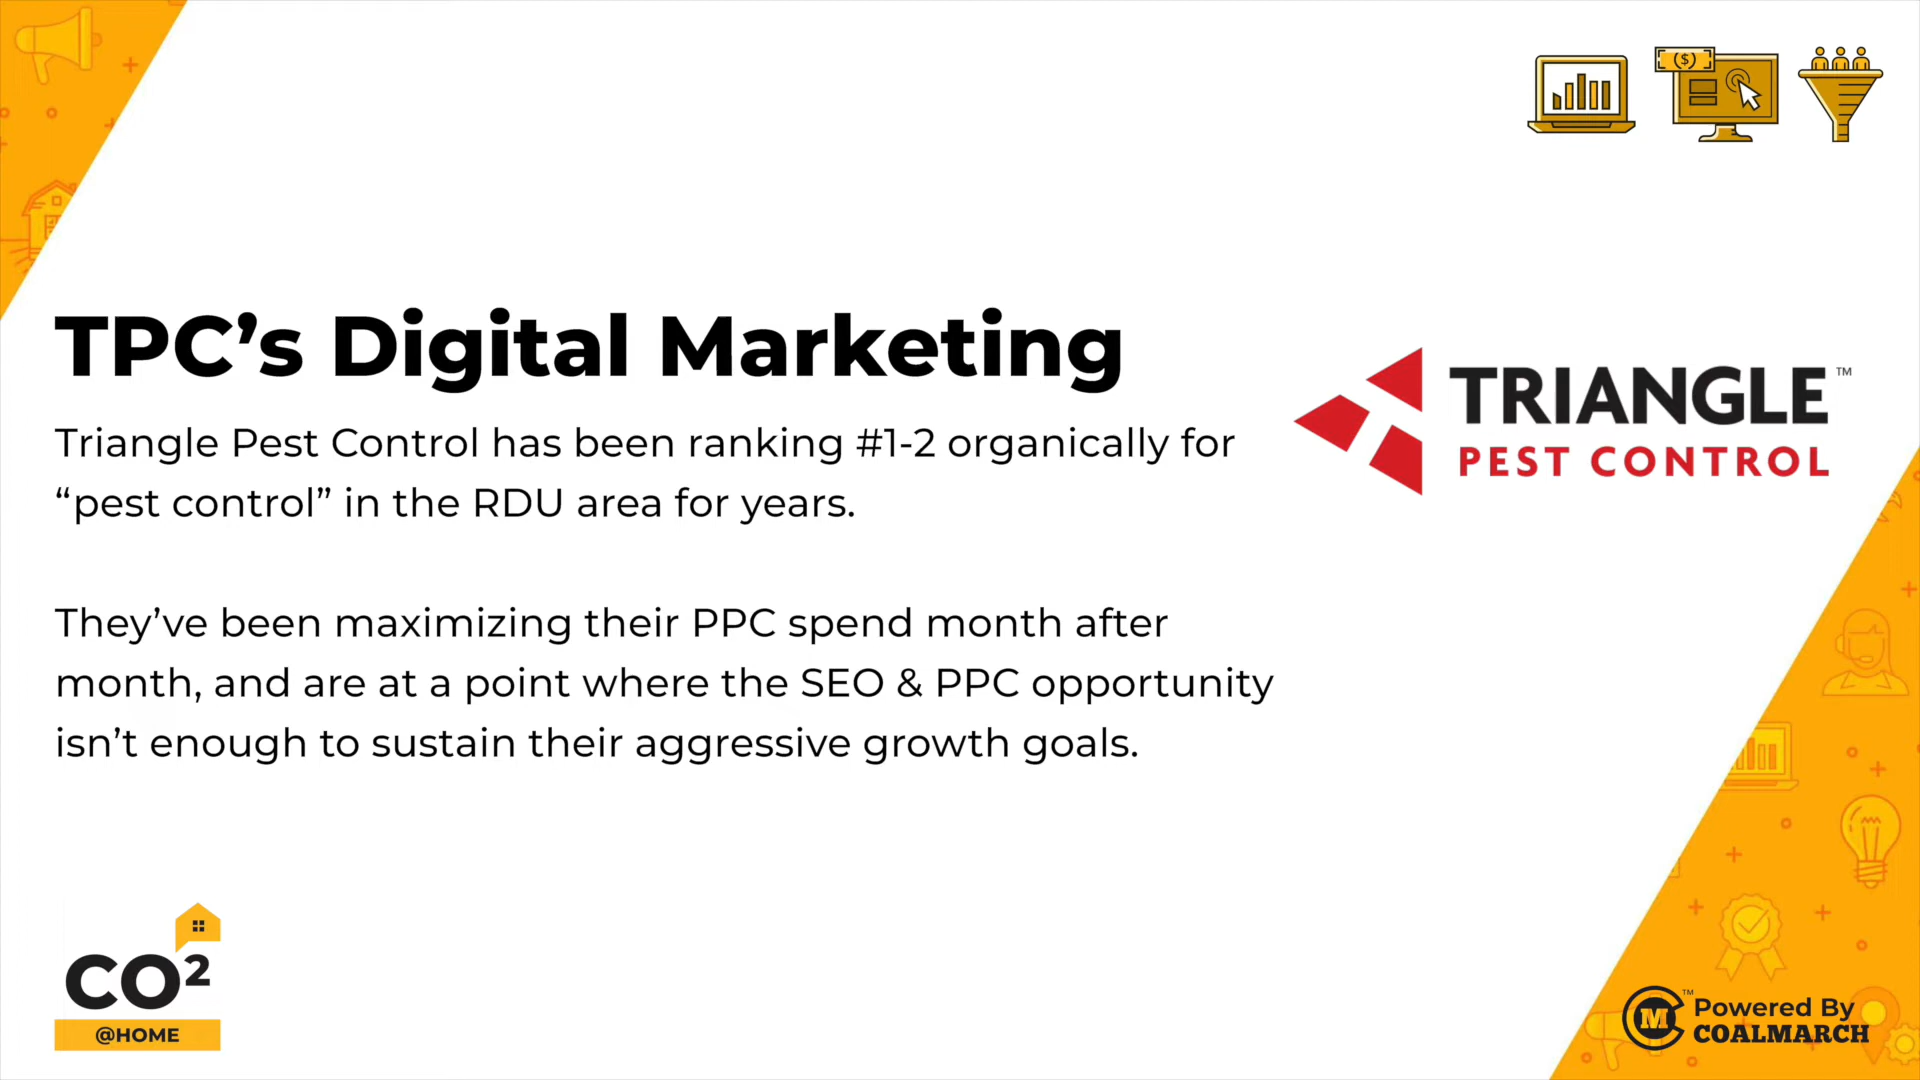 ($)
TPC’s Digital Marketing
Triangle Pest Control has been ranking #1-2 organically for
“pest control” in the RDU area for years.
They’ve been maximizing their PPC spend month after
month, and are at a point where the SEO & PPC opportunity
isn’t enough to sustain their aggressive growth goals.
TRIANGLE™
PEST CONTROL
CO²
@HOME
CM™
Powered By
COALMARCH